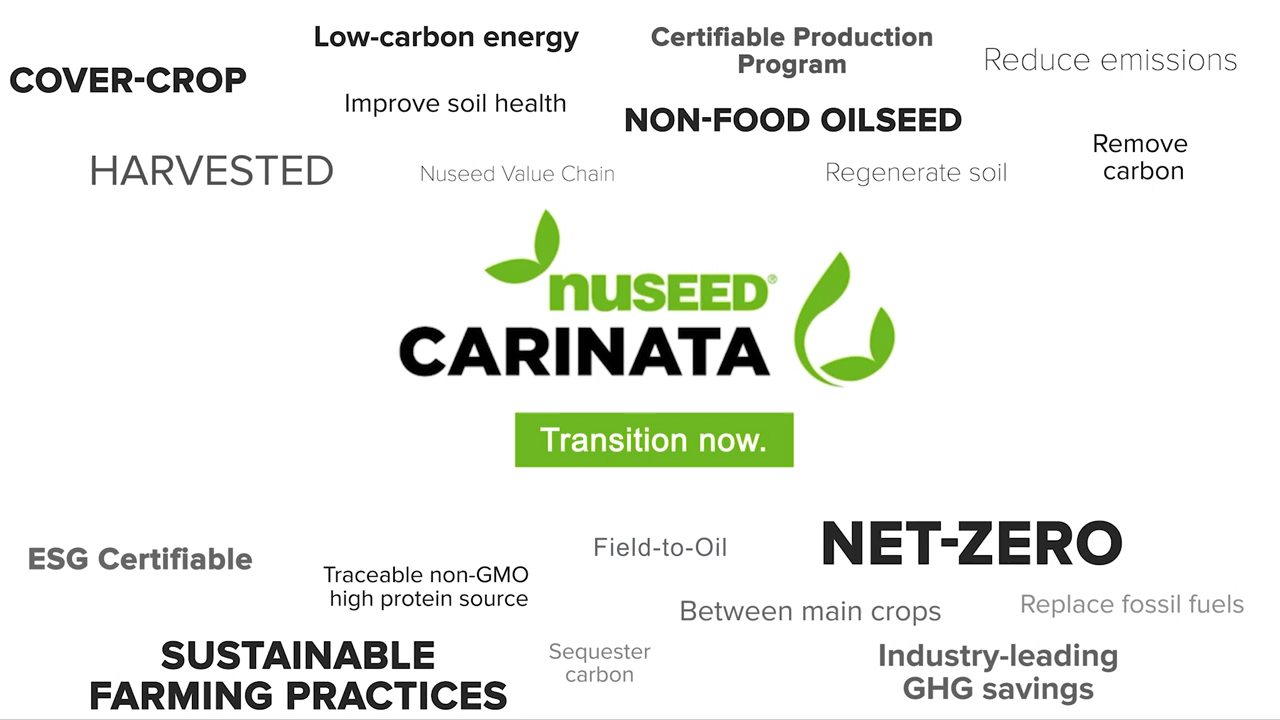 Low-carbon energy
Certifiable Production
Program
Reduce emissions
COVER-CROP
Improve soil health
NON-FOOD OILSEED
Remove
carbon
HARVESTED
Nuseed Value Chain
Regenerate soil
nuSEED®
CARINATA
Transition now.
NET-ZERO
ESG Certifiable
Field-to-Oil
Traceable non-GMO
high protein source
Between main crops
Replace fossil fuels
SUSTAINABLE
FARMING PRACTICES
Sequester
carbon
Industry-leading
GHG savings